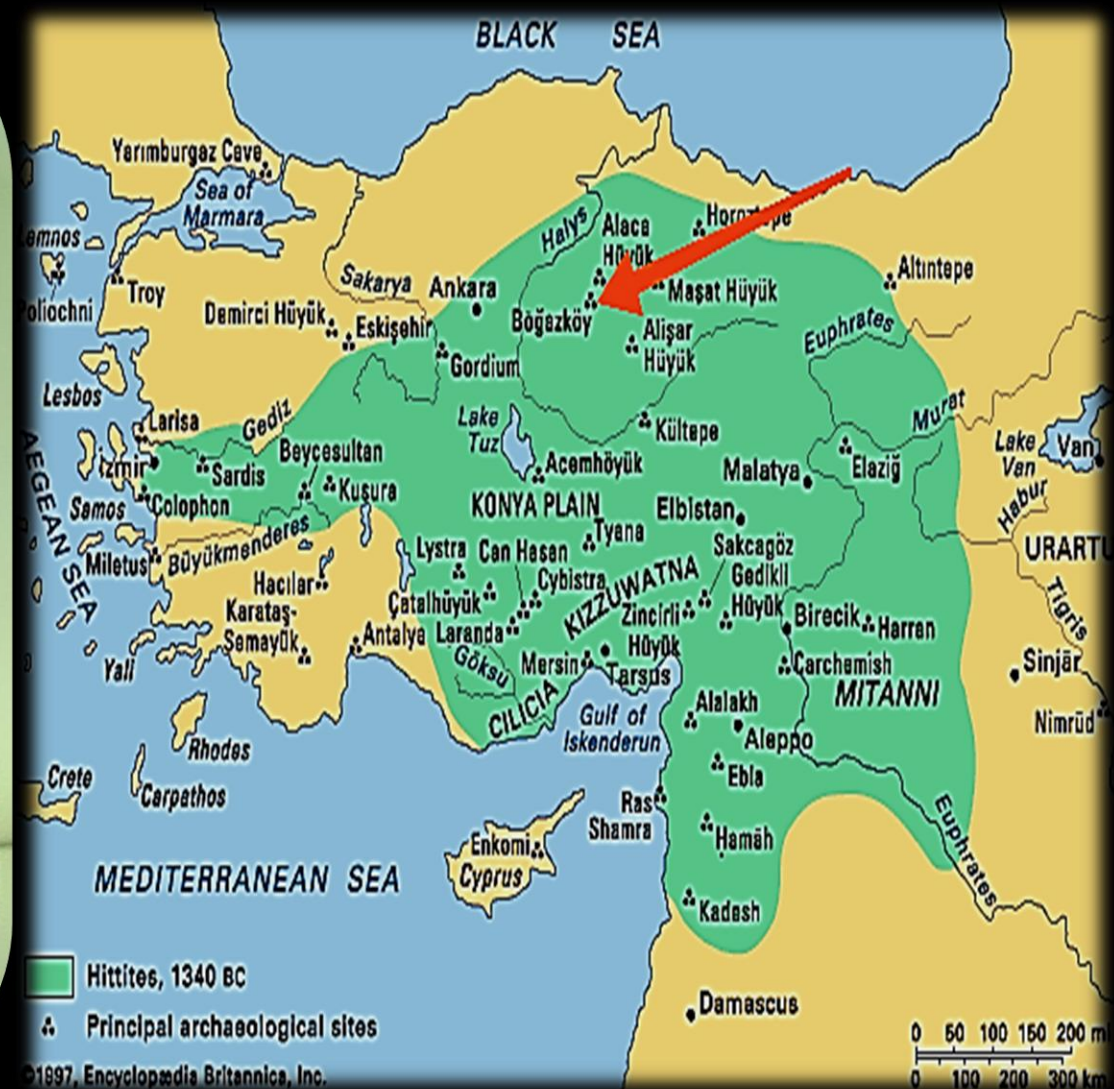 BLACK SEA
Yarımburgaz Cave
Sea of
Marmara
Lemnos
Poliochni
Troy
Sakarya
Ankara
Halys
Alaca
Hüyük
Horoztepe
Altıntepe
Demirci Hüyük
Eskişehir
Boğazköy
Maşat Hüyük
Alişar
Hüyük
Euphrates
Gordium
Lesbos
Larisa
Gediz
Lake
Tuz
Kültepe
Murat
Lake
Van
Van
AEGEAN SEA
İzmir
Sardis
Beycesultan
Kuşura
Acemhöyük
Malatya
Elaziğ
Samos
Colophon
KONYA PLAIN
Tyana
Elbistan
Habur
Miletus
Büyükmenderes
Lystra
Can Hasan
Sakcagöz
URARTU
Hacılar
Cybistra
KIZZUWATNA
Gedikli
Hüyük
Tigris
Çatalhüyük
Zincirli
Hüyük
Birecik
Harran
Karataş-
Semayük
Antalya
Laranda
Göksu
Mersin
Tarsus
Carchemish
Sinjār
Yali
CILICIA
Gulf of
Iskenderun
Alalakh
MITANNI
Nimrūd
Rhodes
Aleppo
Ebla
Crete
Carpathos
Ras
Shamra
Euphrates
Enkomi
Cyprus
Ḥamāh
MEDITERRANEAN SEA
Kadesh
Hittites, 1340 BC
Damascus
Principal archaeological sites
0 50 100 150 200 mi
0 100 200 300 km
©1997, Encyclopædia Britannica, Inc.